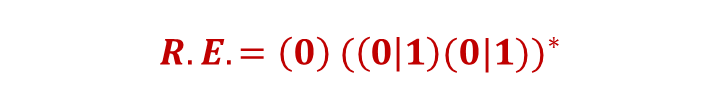 R. E. = (0) ((0|1)(0|1))*